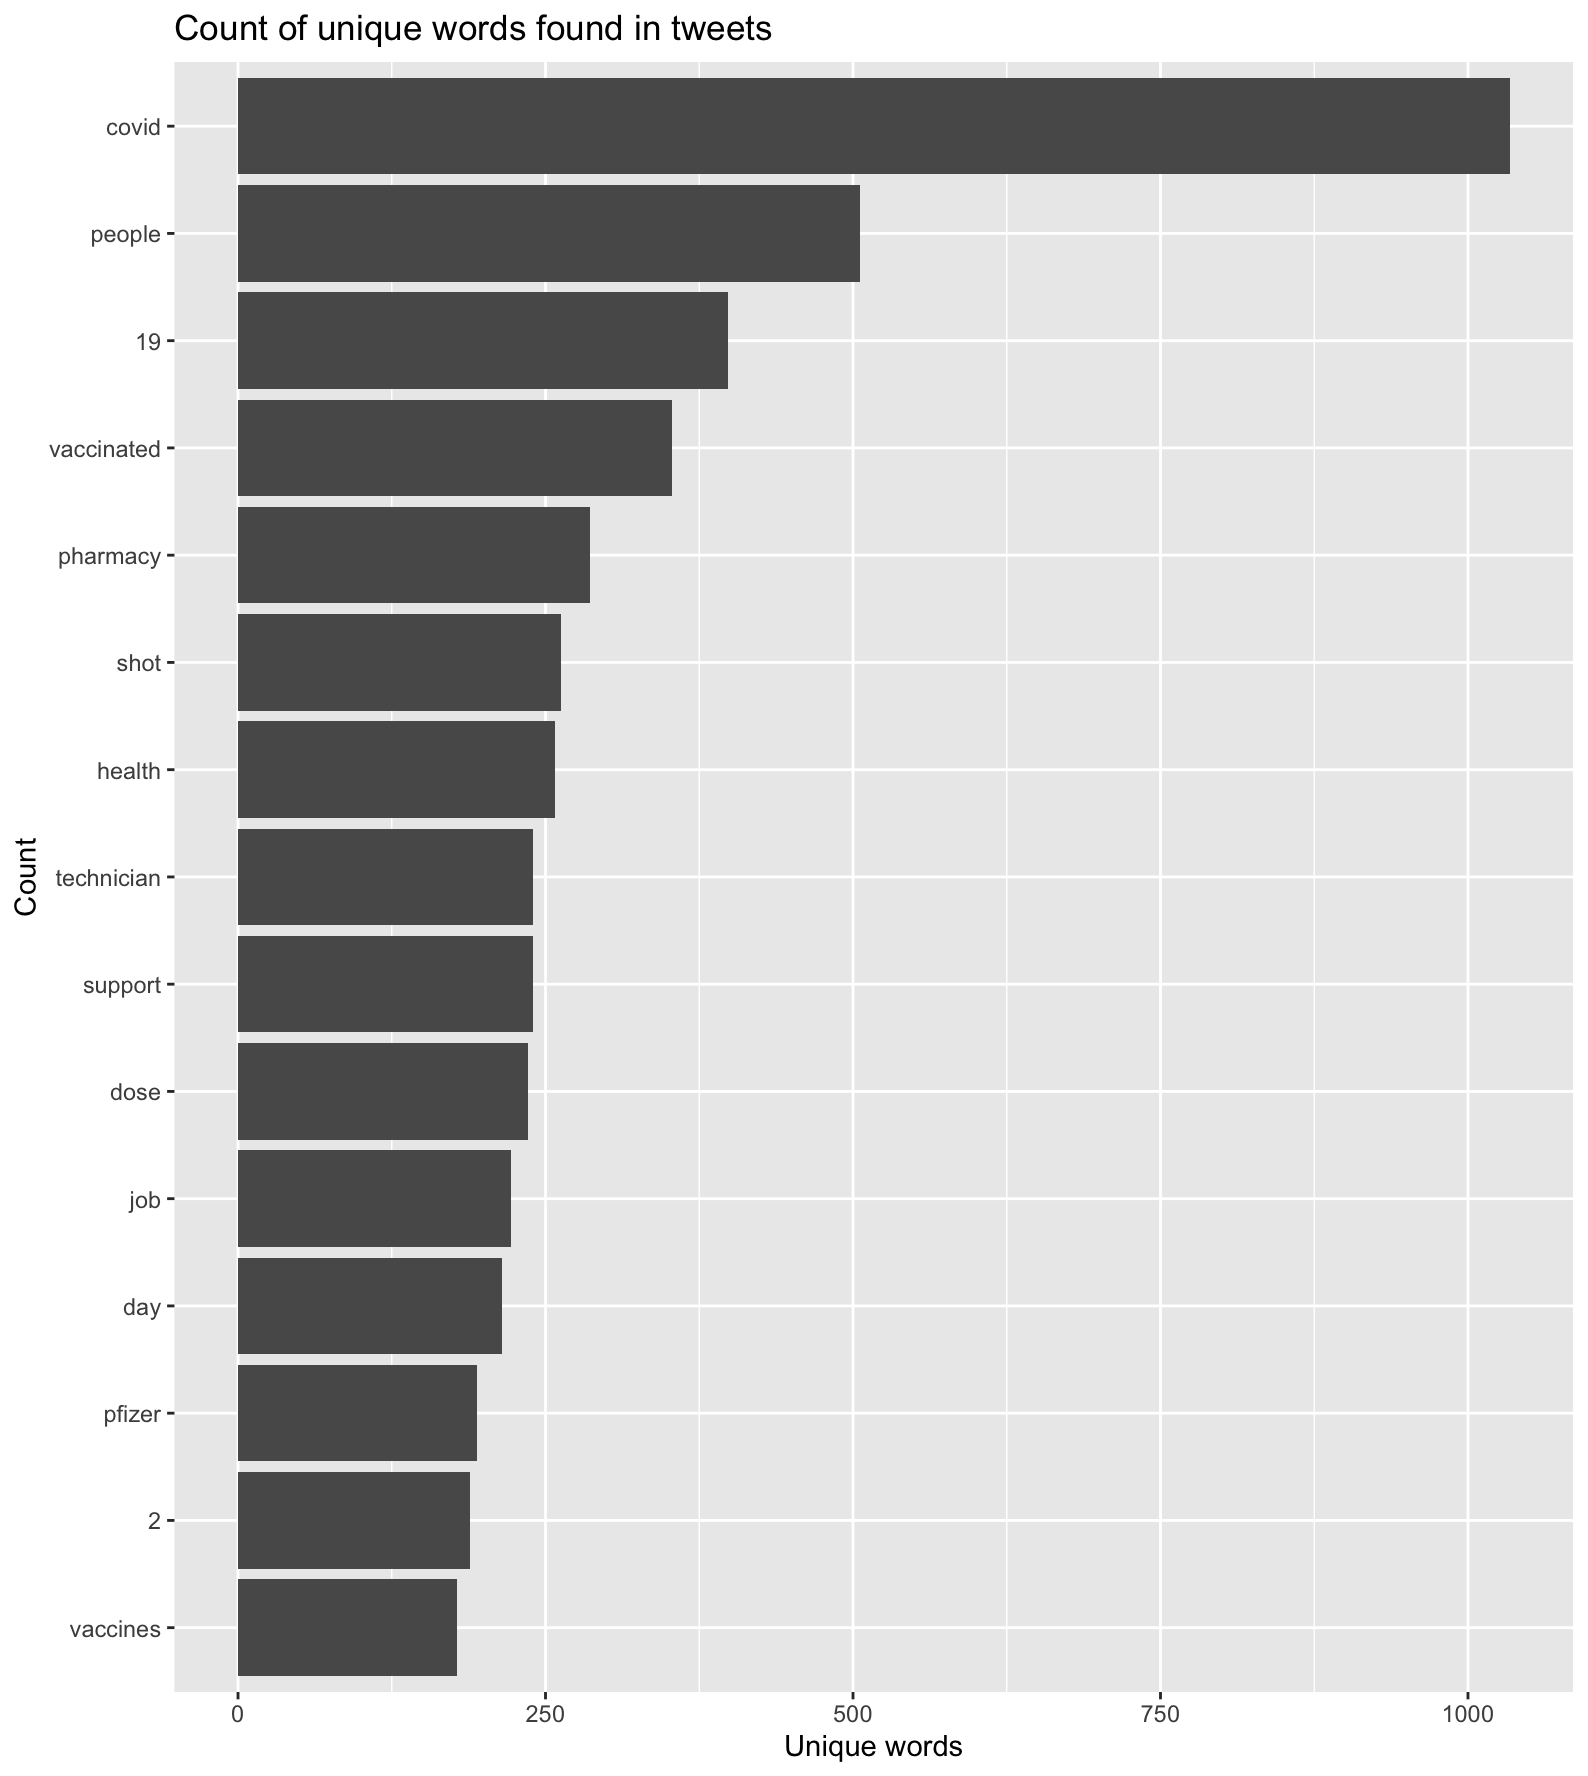 Count of unique words found in tweets
covid
people
19
vaccinated
pharmacy
shot
health
technician
support
dose
job
day
pfizer
2
vaccines
Count
0 250 500 750 1000
Unique words